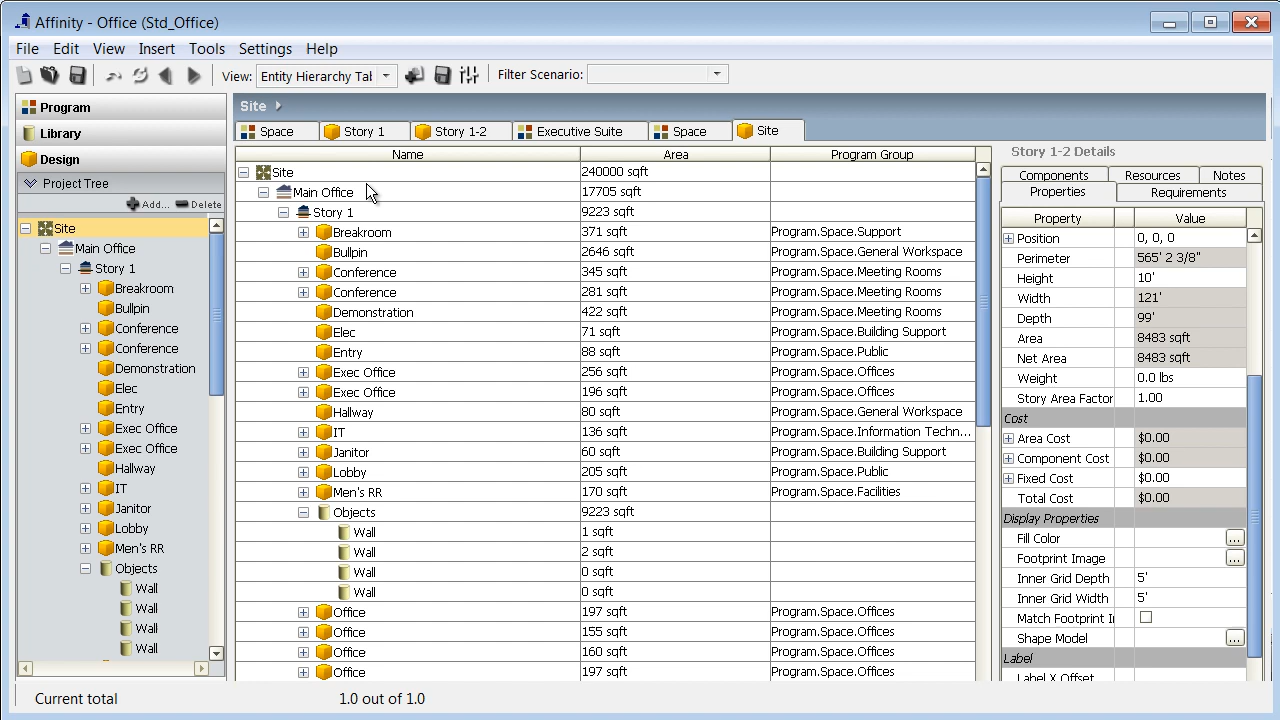 Affinity - Office (Std_Office)
File Edit View Insert Tools Settings Help
View: Entity Hierarchy Tab Filter Scenario:
Program
Library
Design
Project Tree
Add... Delete
Site
Main Office
Story 1
Breakroom
Bullpin
Conference
Conference
Demonstration
Elec
Entry
Exec Office
Exec Office
Hallway
IT
Janitor
Lobby
Men's RR
Objects
Wall
Wall
Wall
Wall
Site
Space Story 1 Story 1-2 Executive Suite Space Site
Name Area Program Group
Site 240000 sqft
Main Office 17705 sqft
Story 1 9223 sqft
Breakroom 371 sqft Program.Space.Support
Bullpin 2646 sqft Program.Space.General Workspace
Conference 345 sqft Program.Space.Meeting Rooms
Conference 281 sqft Program.Space.Meeting Rooms
Demonstration 422 sqft Program.Space.Meeting Rooms
Elec 71 sqft Program.Space.Building Support
Entry 88 sqft Program.Space.Public
Exec Office 256 sqft Program.Space.Offices
Exec Office 196 sqft Program.Space.Offices
Hallway 80 sqft Program.Space.General Workspace
IT 136 sqft Program.Space.Information Techn...
Janitor 60 sqft Program.Space.Building Support
Lobby 205 sqft Program.Space.Public
Men's RR 170 sqft Program.Space.Facilities
Objects 9223 sqft
Wall 1 sqft
Wall 2 sqft
Wall 0 sqft
Wall 0 sqft
Office 197 sqft Program.Space.Offices
Office 155 sqft Program.Space.Offices
Office 160 sqft Program.Space.Offices
Office 197 sqft Program.Space.Offices
Story 1-2 Details
Components Resources Notes
Properties Requirements
Property Value
Position 0, 0, 0
Perimeter 565' 2 3/8"
Height 10'
Width 121'
Depth 99'
Area 8483 sqft
Net Area 8483 sqft
Weight 0.0 lbs
Story Area Factor 1.00
Cost
Area Cost $0.00
Component Cost $0.00
Fixed Cost $0.00
Total Cost $0.00
Display Properties
Fill Color ...
Footprint Image ...
Inner Grid Depth 5'
Inner Grid Width 5'
Match Footprint I
Shape Model ...
Label
Label X Offset
Current total 1.0 out of 1.0